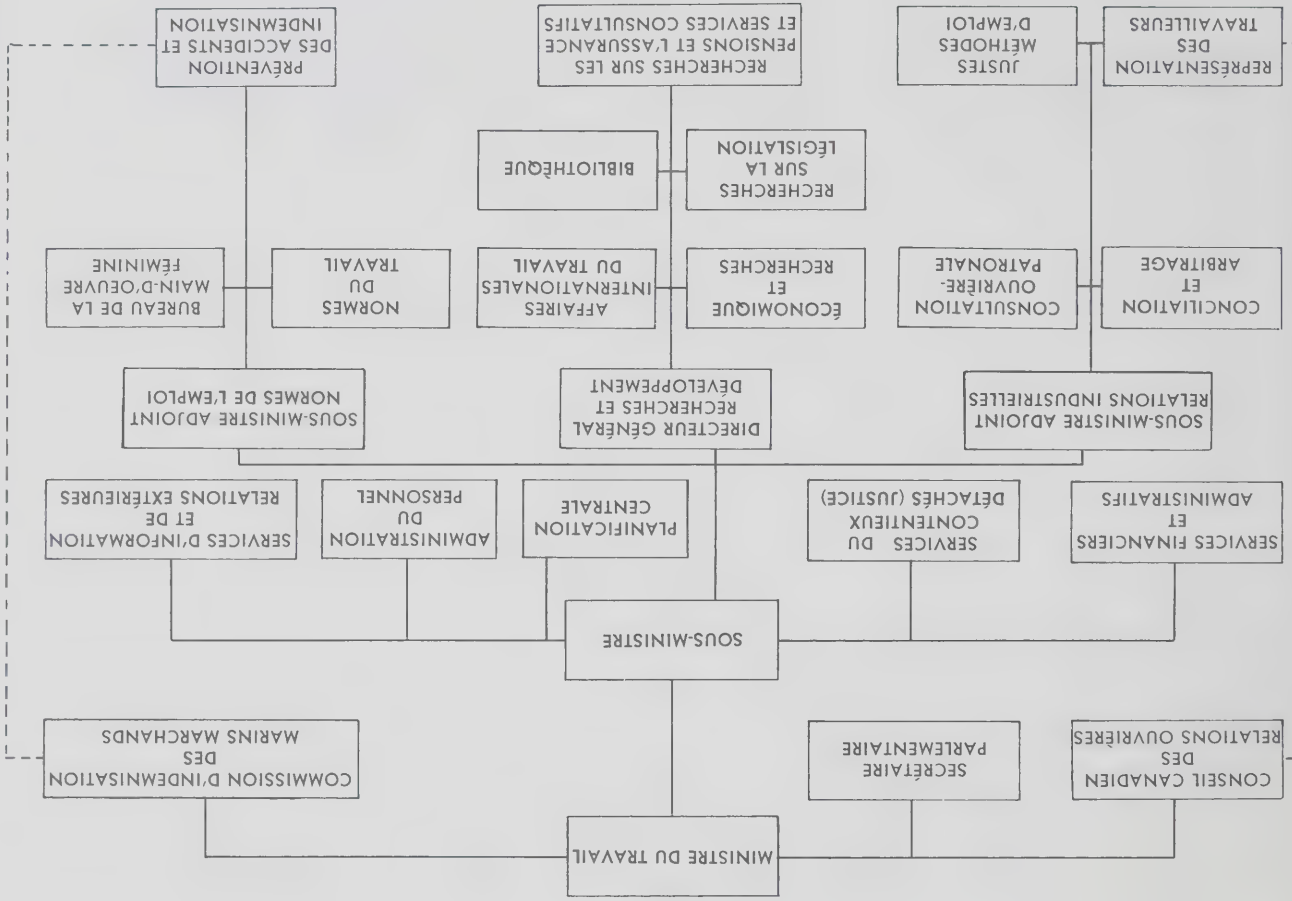 MINISTRE DU TRAVAIL
CONSEIL CANADIEN
DES
RELATIONS OUVRIÈRES
SECRÉTAIRE
PARLEMENTAIRE
COMMISSION D'INDEMNISATION
DES
MARINS MARCHANDS
SOUS-MINISTRE
SERVICES FINANCIERS
ET
ADMINISTRATIFS
SERVICES DU
CONTENTIEUX
DÉTACHÉS (JUSTICE)
PLANIFICATION
CENTRALE
ADMINISTRATION
DU
PERSONNEL
SERVICES D'INFORMATION
ET DE
RELATIONS EXTÉRIEURES
SOUS-MINISTRE ADJOINT
RELATIONS INDUSTRIELLES
DIRECTEUR GÉNÉRAL
RECHERCHES ET
DÉVELOPPEMENT
SOUS-MINISTRE ADJOINT
NORMES DE L'EMPLOI
CONCILIATION
ET
ARBITRAGE
CONSULTATION
OUVRIÈRE-
PATRONALE
ÉCONOMIQUE
ET
RECHERCHES
AFFAIRES
INTERNATIONALES
DU TRAVAIL
NORMES
DU
TRAVAIL
BUREAU DE LA
MAIN-D'OEUVRE
FÉMININE
RECHERCHES
SUR LA
LÉGISLATION
BIBLIOTHÈQUE
REPRÉSENTATION
DES
TRAVAILLEURS
JUSTES
MÉTHODES
D'EMPLOI
RECHERCHES SUR LES
PENSIONS ET L'ASSURANCE
ET SERVICES CONSULTATIFS
PRÉVENTION
DES ACCIDENTS ET
INDEMNISATION